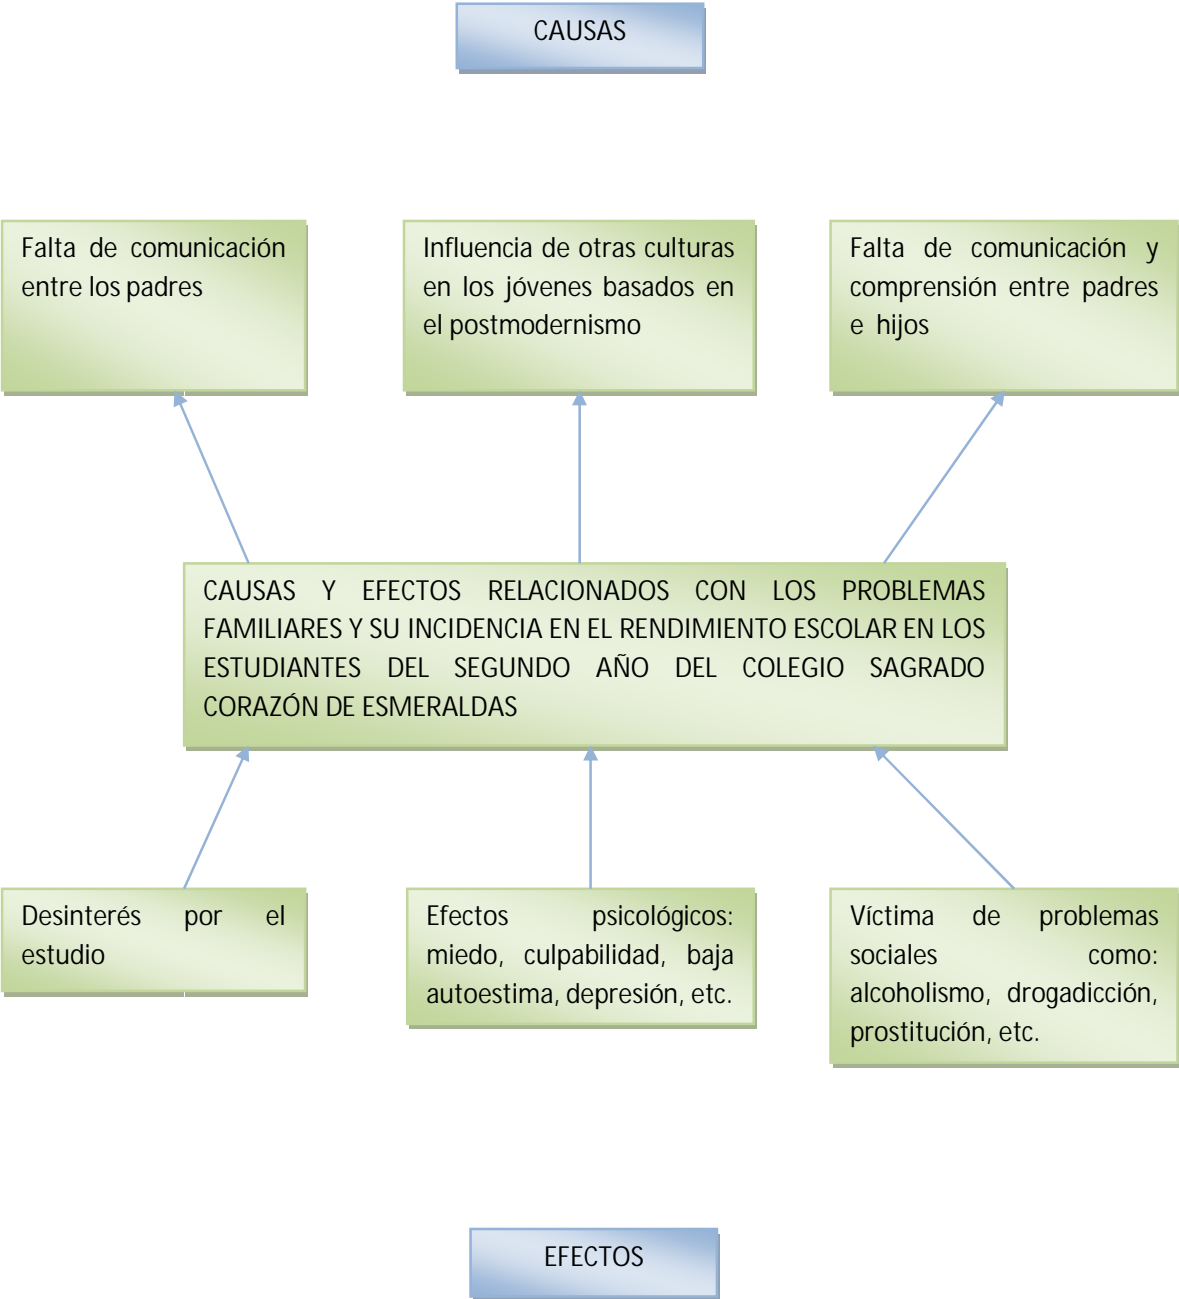 CAUSAS
Falta de comunicación
entre los padres
Influencia de otras culturas
en los jóvenes basados en
el postmodernismo
Falta de comunicación y
comprensión entre padres
e hijos
CAUSAS Y EFECTOS RELACIONADOS CON LOS PROBLEMAS
FAMILIARES Y SU INCIDENCIA EN EL RENDIMIENTO ESCOLAR EN LOS
ESTUDIANTES DEL SEGUNDO AÑO DEL COLEGIO SAGRADO
CORAZÓN DE ESMERALDAS
Desinterés por el
estudio
Efectos psicológicos:
miedo, culpabilidad, baja
autoestima, depresión, etc.
Víctima de problemas
sociales como:
alcoholismo, drogadicción,
prostitución, etc.
EFECTOS